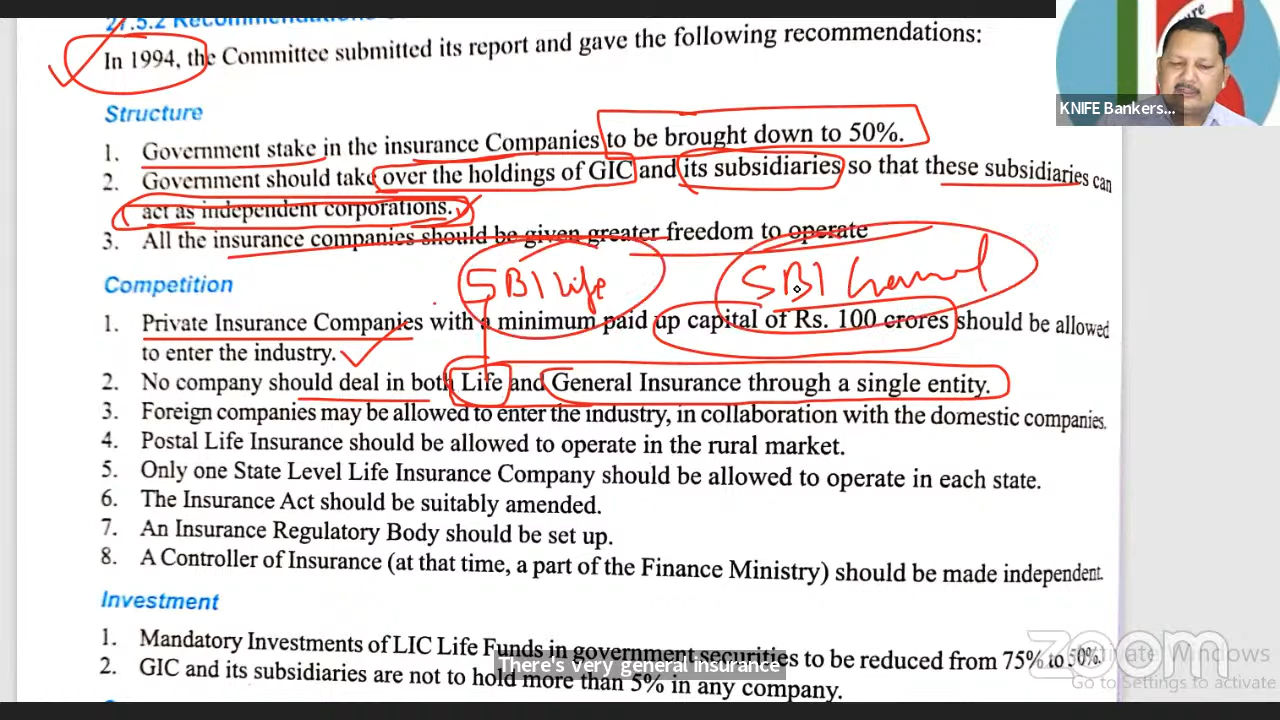 27.5.2 Recommendations
In 1994, the Committee submitted its report and gave the following recommendations:
KNIFE Bankers...
Structure
1. Government stake in the insurance Companies to be brought down to 50%.
2. Government should take over the holdings of GIC and its subsidiaries so that these subsidiaries can
act as independent corporations.
3. All the insurance companies should be given greater freedom to operate
SBI Life SBI General
Competition
1. Private Insurance Companies with a minimum paid up capital of Rs. 100 crores should be allowed
to enter the industry.
2. No company should deal in both Life and General Insurance through a single entity.
3. Foreign companies may be allowed to enter the industry, in collaboration with the domestic companies.
4. Postal Life Insurance should be allowed to operate in the rural market.
5. Only one State Level Life Insurance Company should be allowed to operate in each state.
6. The Insurance Act should be suitably amended.
7. An Insurance Regulatory Body should be set up.
8. A Controller of Insurance (at that time, a part of the Finance Ministry) should be made independent.
Investment
1. Mandatory Investments of LIC Life Funds in government securities to be reduced from 75% to 50%.
2. GIC and its subsidiaries are not to hold more than 5% in any company.
There's very general insurance
zoom
Activate Windows
Go to Settings to activate